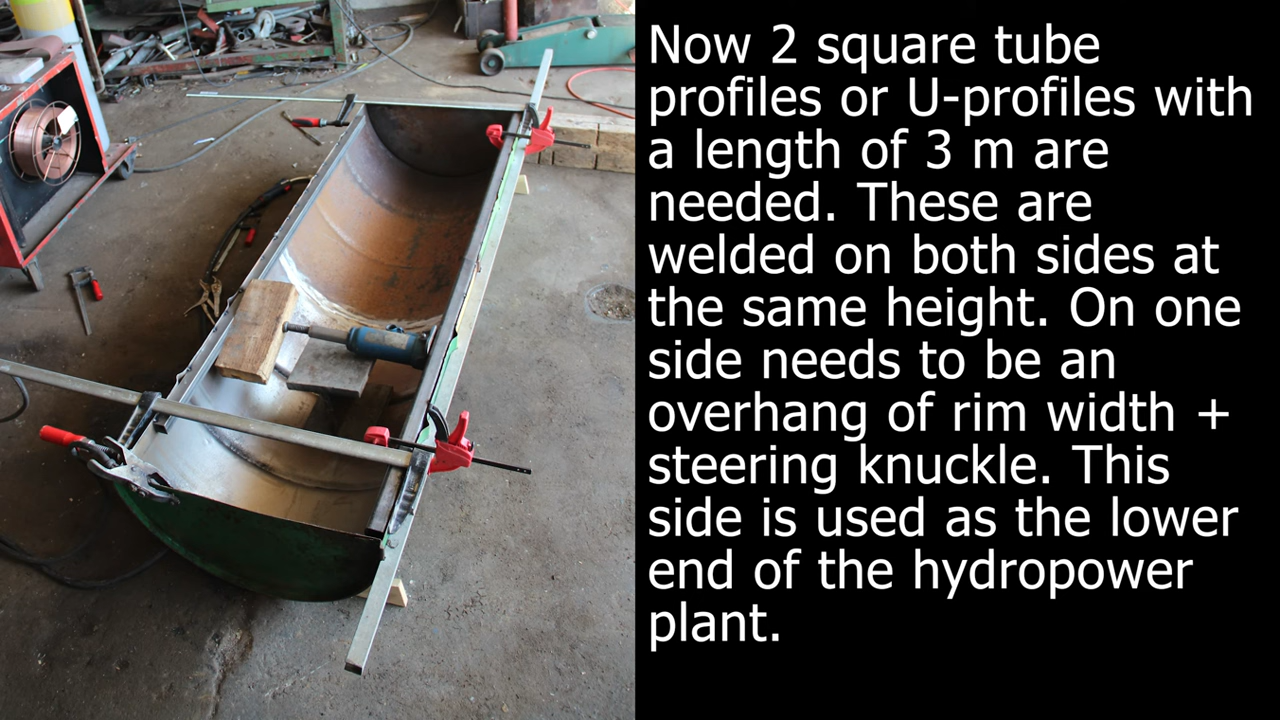 Now 2 square tube
profiles or U-profiles with
a length of 3 m are
needed. These are
welded on both sides at
the same height. On one
side needs to be an
overhang of rim width +
steering knuckle. This
side is used as the lower
end of the hydropower
plant.